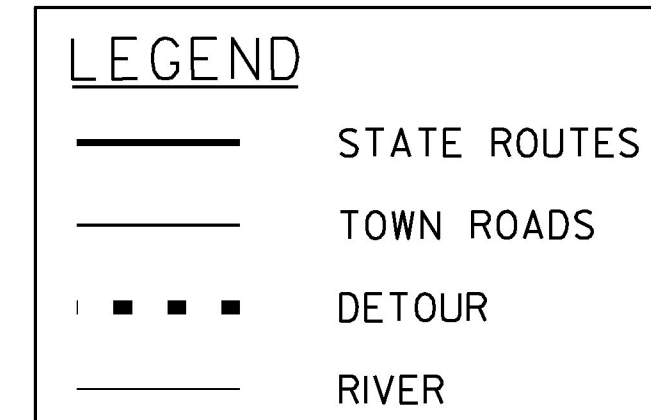 LEGEND
STATE ROUTES
TOWN ROADS
DETOUR
RIVER